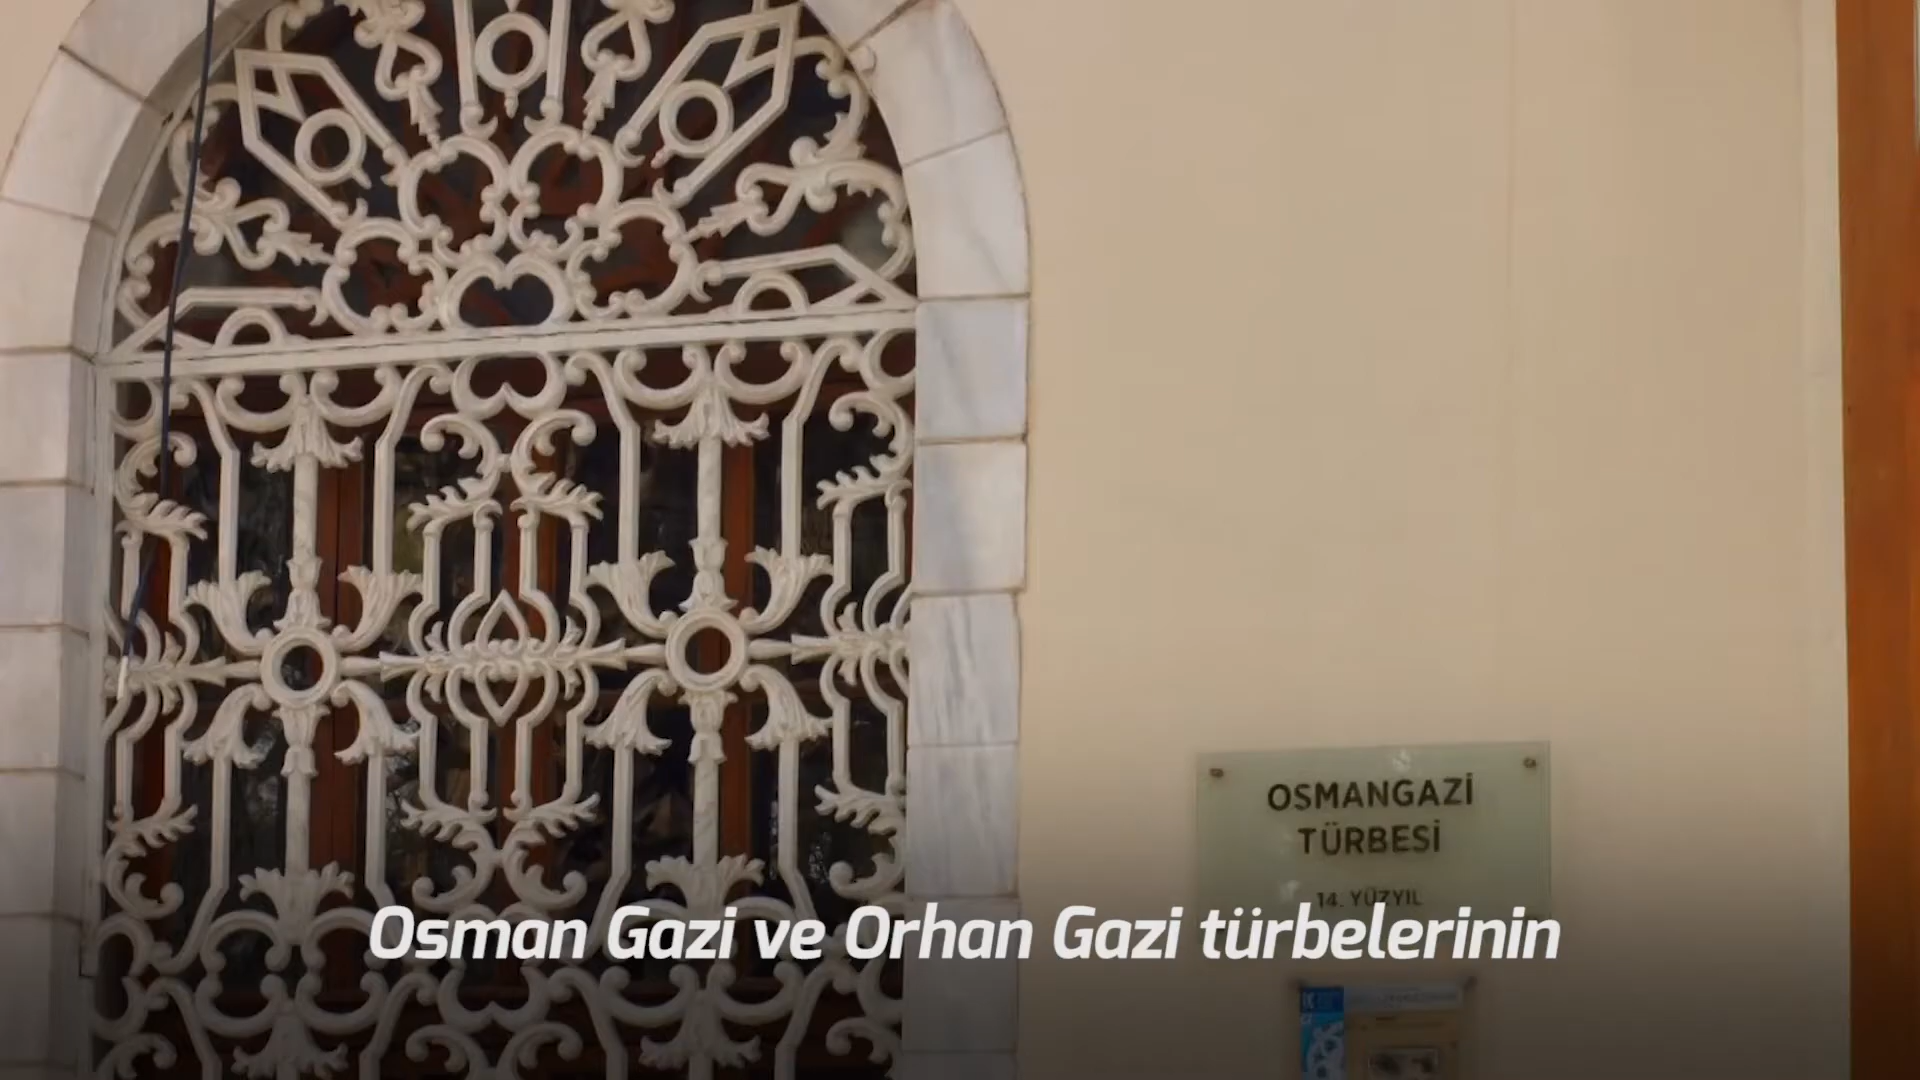 OSMANGAZİ
TÜRBESİ
14. YÜZYIL
Osman Gazi ve Orhan Gazi türbelerinin